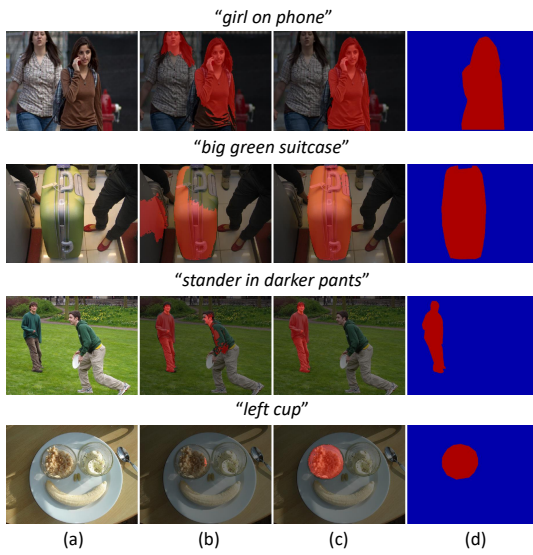 “girl on phone”
“big green suitcase”
“stander in darker pants”
“left cup”
(a) (b) (c) (d)